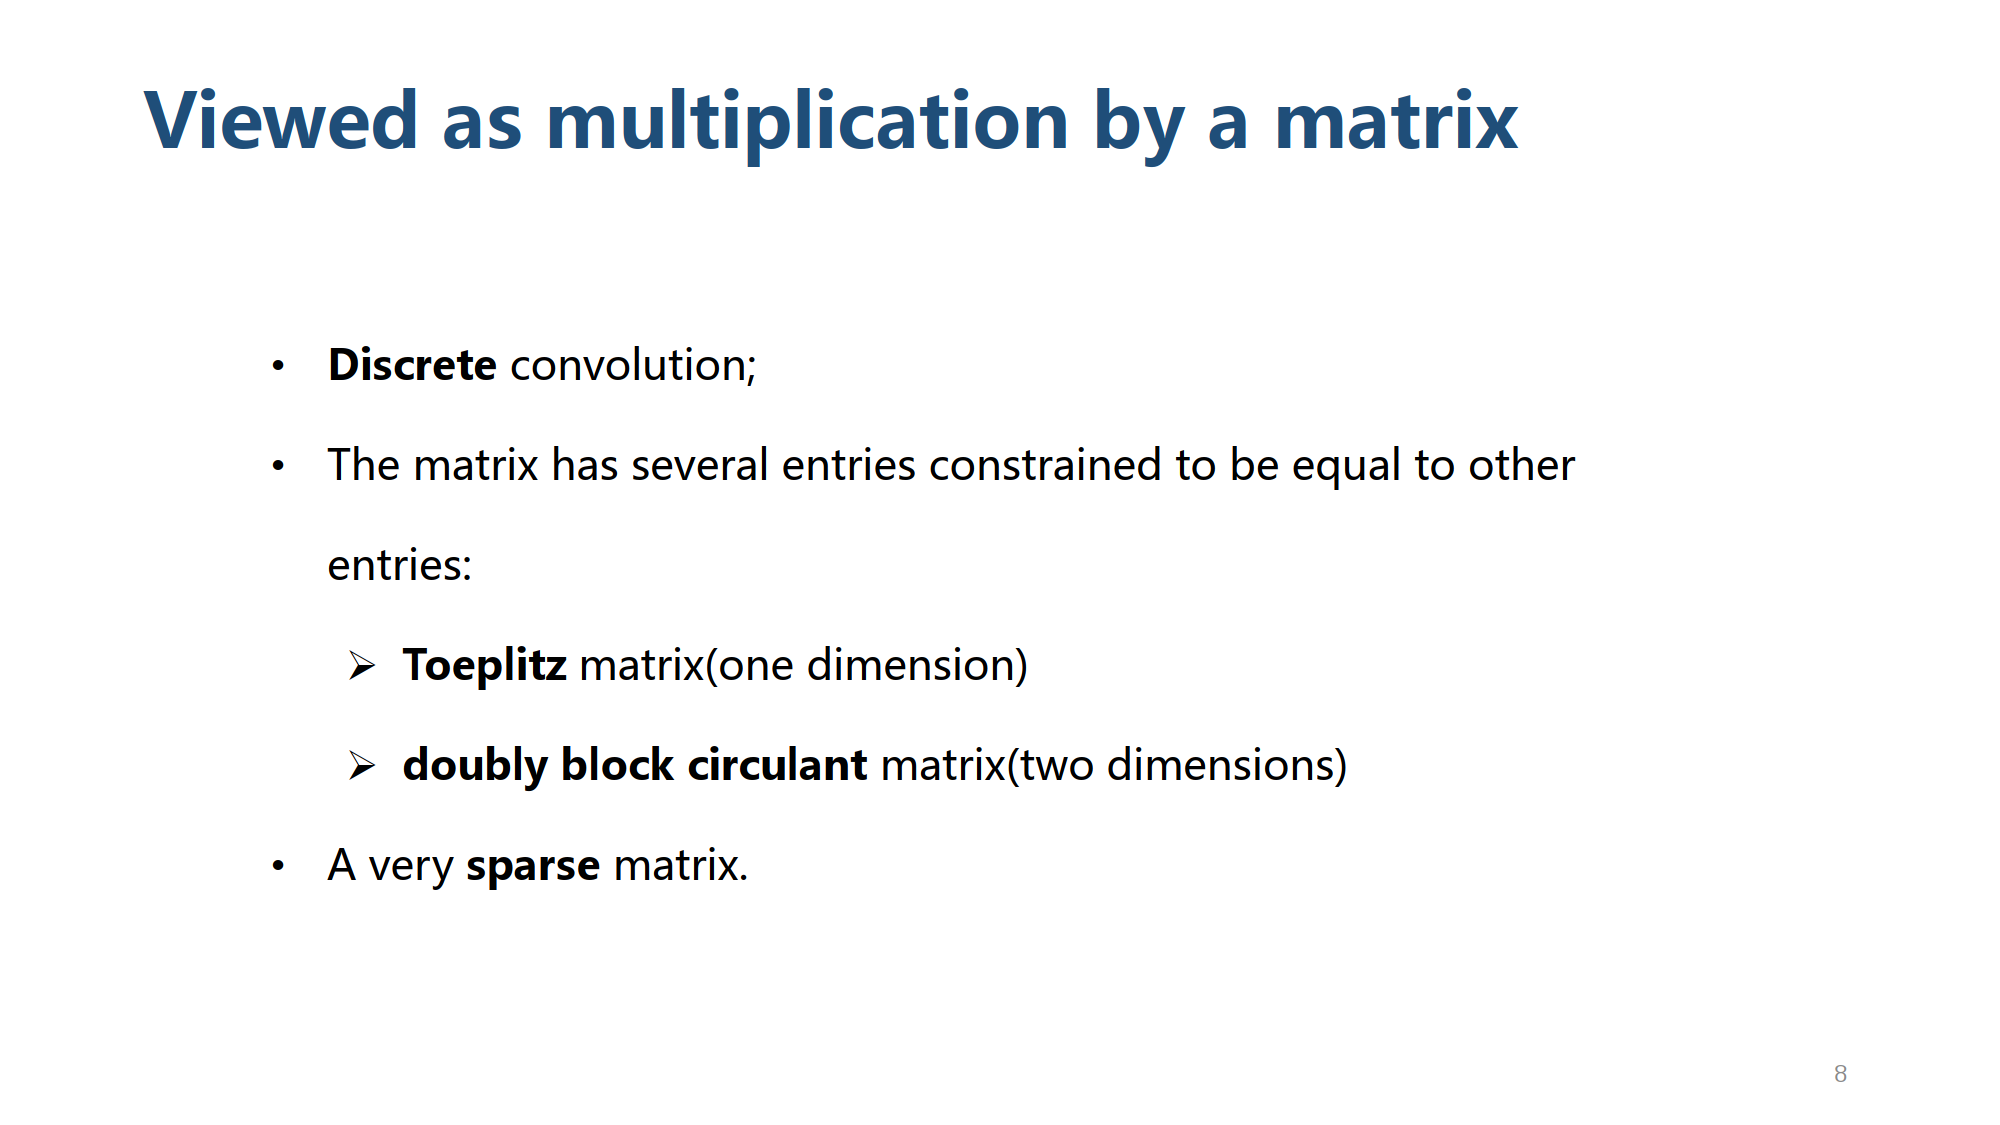 Viewed as multiplication by a matrix
• Discrete convolution;
• The matrix has several entries constrained to be equal to other
entries:
➢ Toeplitz matrix(one dimension)
➢ doubly block circulant matrix(two dimensions)
• A very sparse matrix.
8